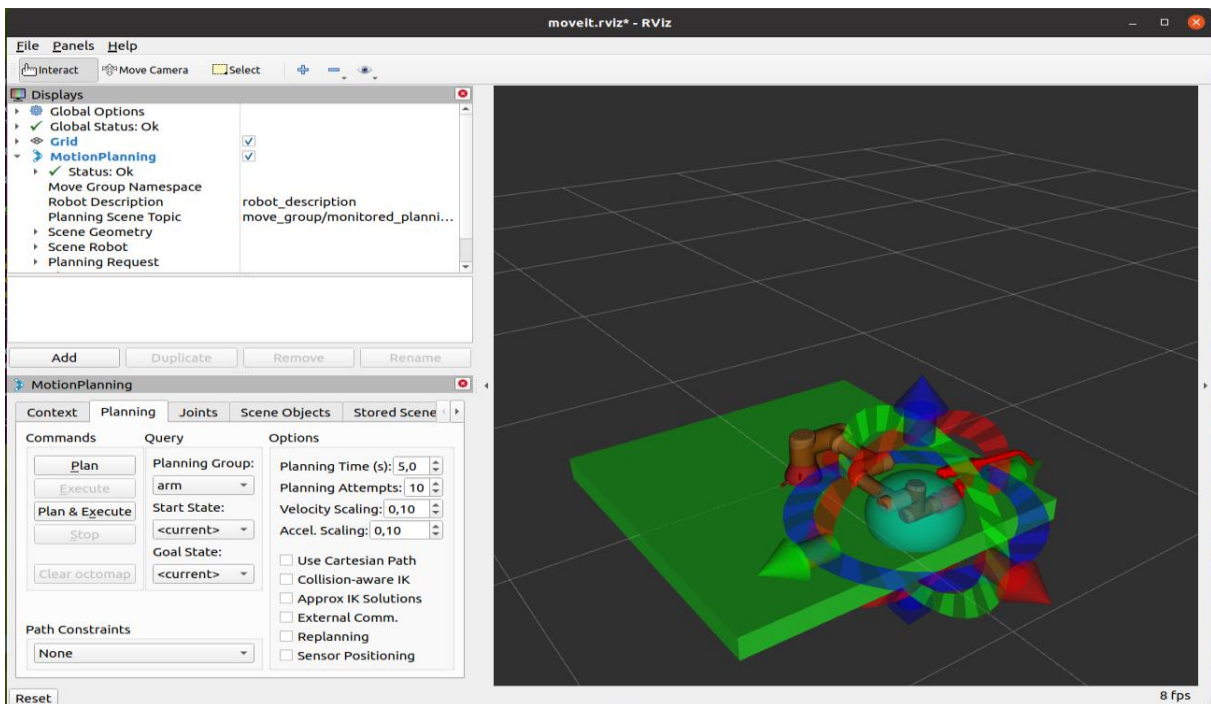 moveit.rviz* - RViz
File Panels Help
Interact Move Camera Select
Displays
Global Options
Global Status: Ok
Grid
MotionPlanning
Status: Ok
Move Group Namespace
Robot Description robot_description
Planning Scene Topic move_group/monitored_planni...
Scene Geometry
Scene Robot
Planning Request
Add Duplicate Remove Rename
MotionPlanning
Context Planning Joints Scene Objects Stored Scene
Commands Query Options
Plan Planning Group: Planning Time (s): 5,0
Execute arm Planning Attempts: 10
Plan & Execute Start State: Velocity Scaling: 0,10
Stop <current> Accel. Scaling: 0,10
Goal State: Use Cartesian Path
Clear octomap <current> Collision-aware IK
Approx IK Solutions
External Comm.
Path Constraints Replanning
None Sensor Positioning
Reset 8 fps